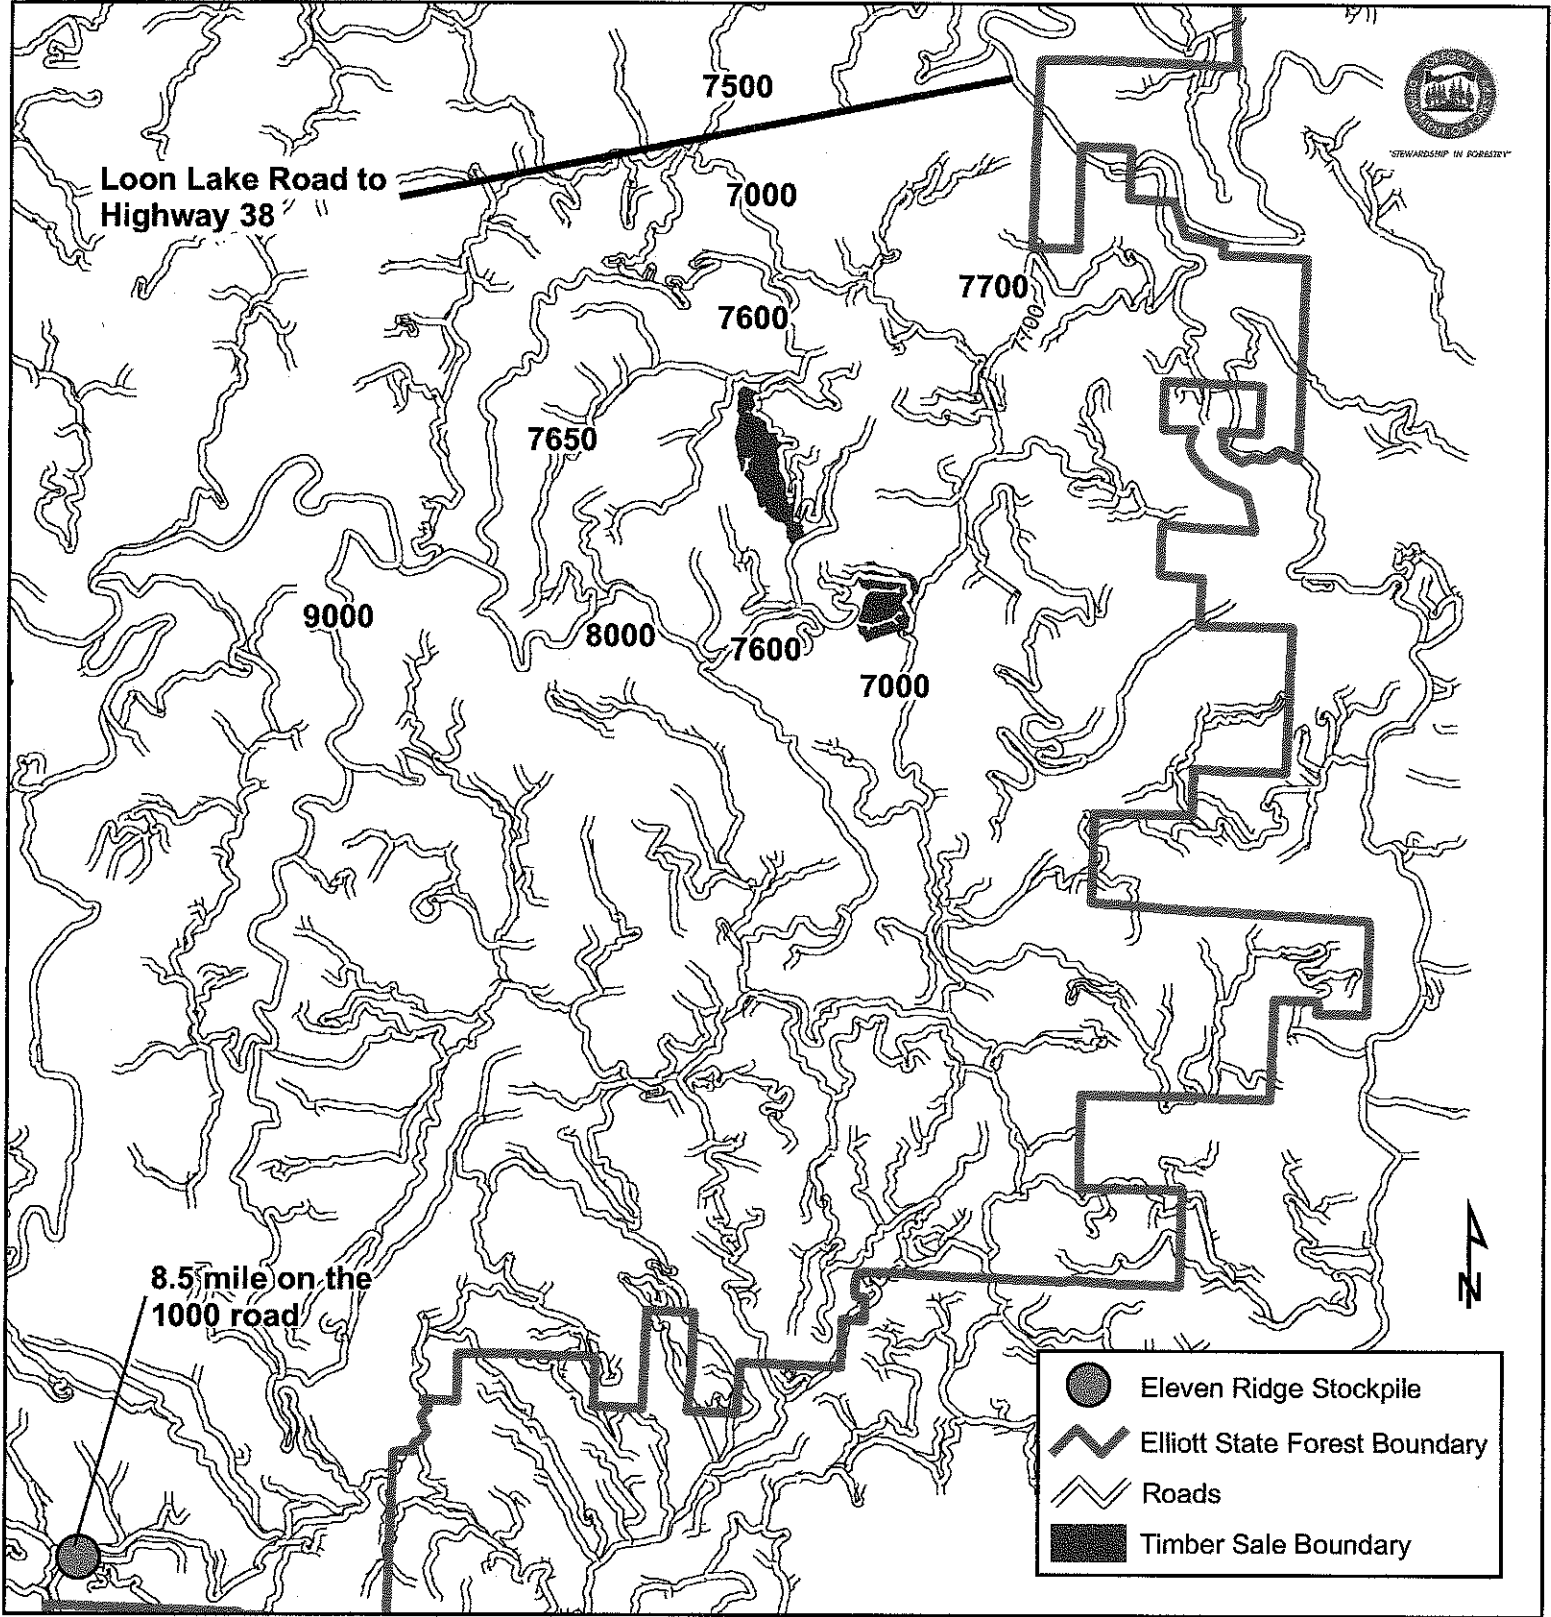 7500
"STEWARDSHIP IN FORESTRY"
Loon Lake Road to
Highway 38
7000
7700
7700
7600
7650
9000
8000
7600
7000
8.5 mile on the
1000 road
N
Eleven Ridge Stockpile
Elliott State Forest Boundary
Roads
Timber Sale Boundary